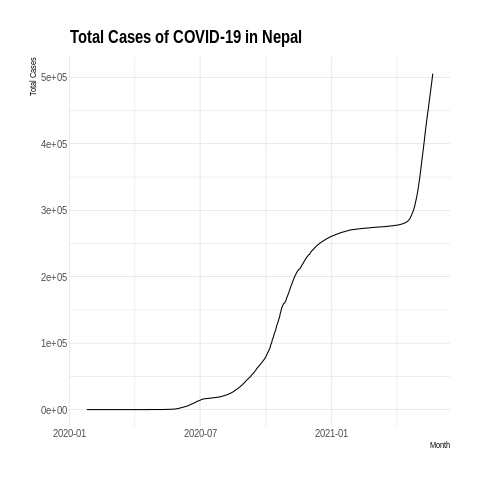 Total Cases of COVID-19 in Nepal
Total Cases
5e+05
4e+05
3e+05
2e+05
1e+05
0e+00
2020-01 2020-07 2021-01
Month